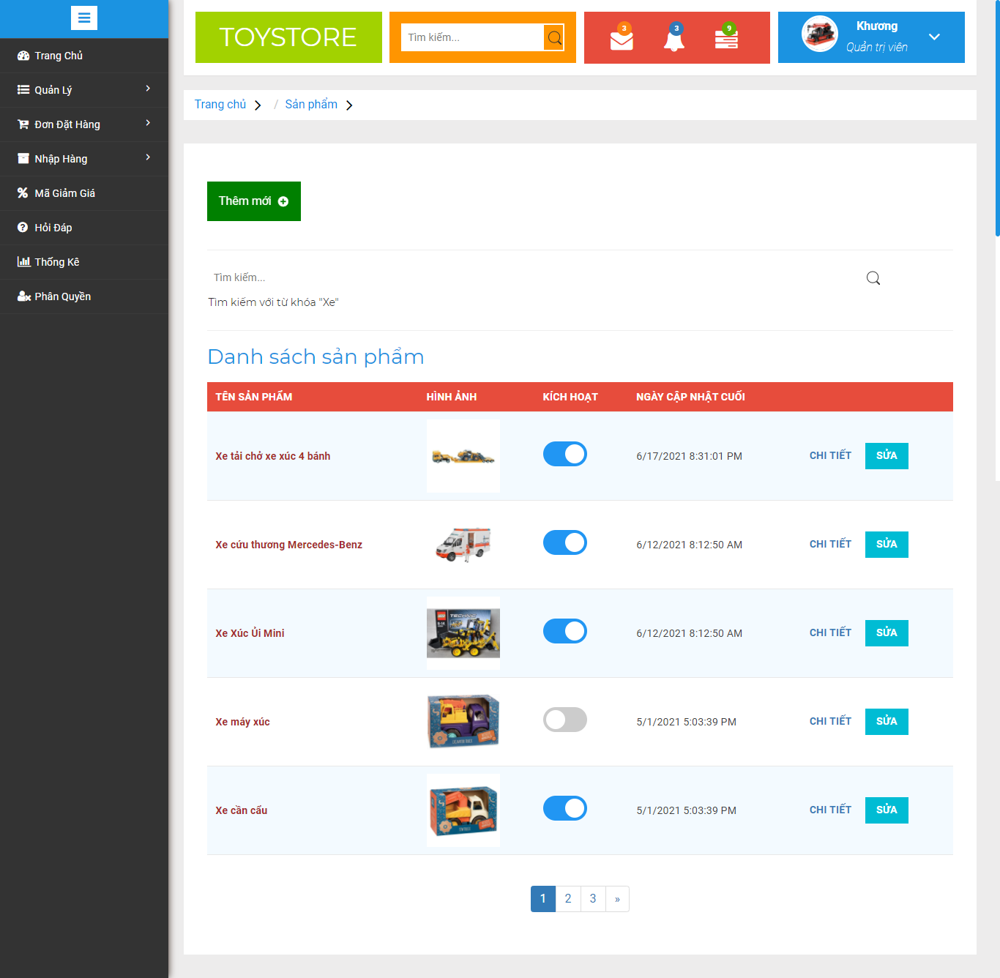 TOYSTORE
Tìm kiếm...
3
3
9
Khương
Quản trị viên
Trang Chủ
Quản Lý
Đơn Đặt Hàng
Nhập Hàng
Mã Giảm Giá
Hỏi Đáp
Thống Kê
Phân Quyền
Trang chủ / Sản phẩm
Thêm mới
Tìm kiếm...
Tìm kiếm với từ khóa "Xe"
Danh sách sản phẩm
TÊN SẢN PHẨM HÌNH ẢNH KÍCH HOẠT NGÀY CẬP NHẬT CUỐI
Xe tải chở xe xúc 4 bánh 6/17/2021 8:31:01 PM CHI TIẾT SỬA
Xe cứu thương Mercedes-Benz 6/12/2021 8:12:50 AM CHI TIẾT SỬA
Xe Xúc Ủi Mini TECHNIC 6/12/2021 8:12:50 AM CHI TIẾT SỬA
Xe máy xúc 5/1/2021 5:03:39 PM CHI TIẾT SỬA
Xe cần cẩu 5/1/2021 5:03:39 PM CHI TIẾT SỬA
1 2 3 »